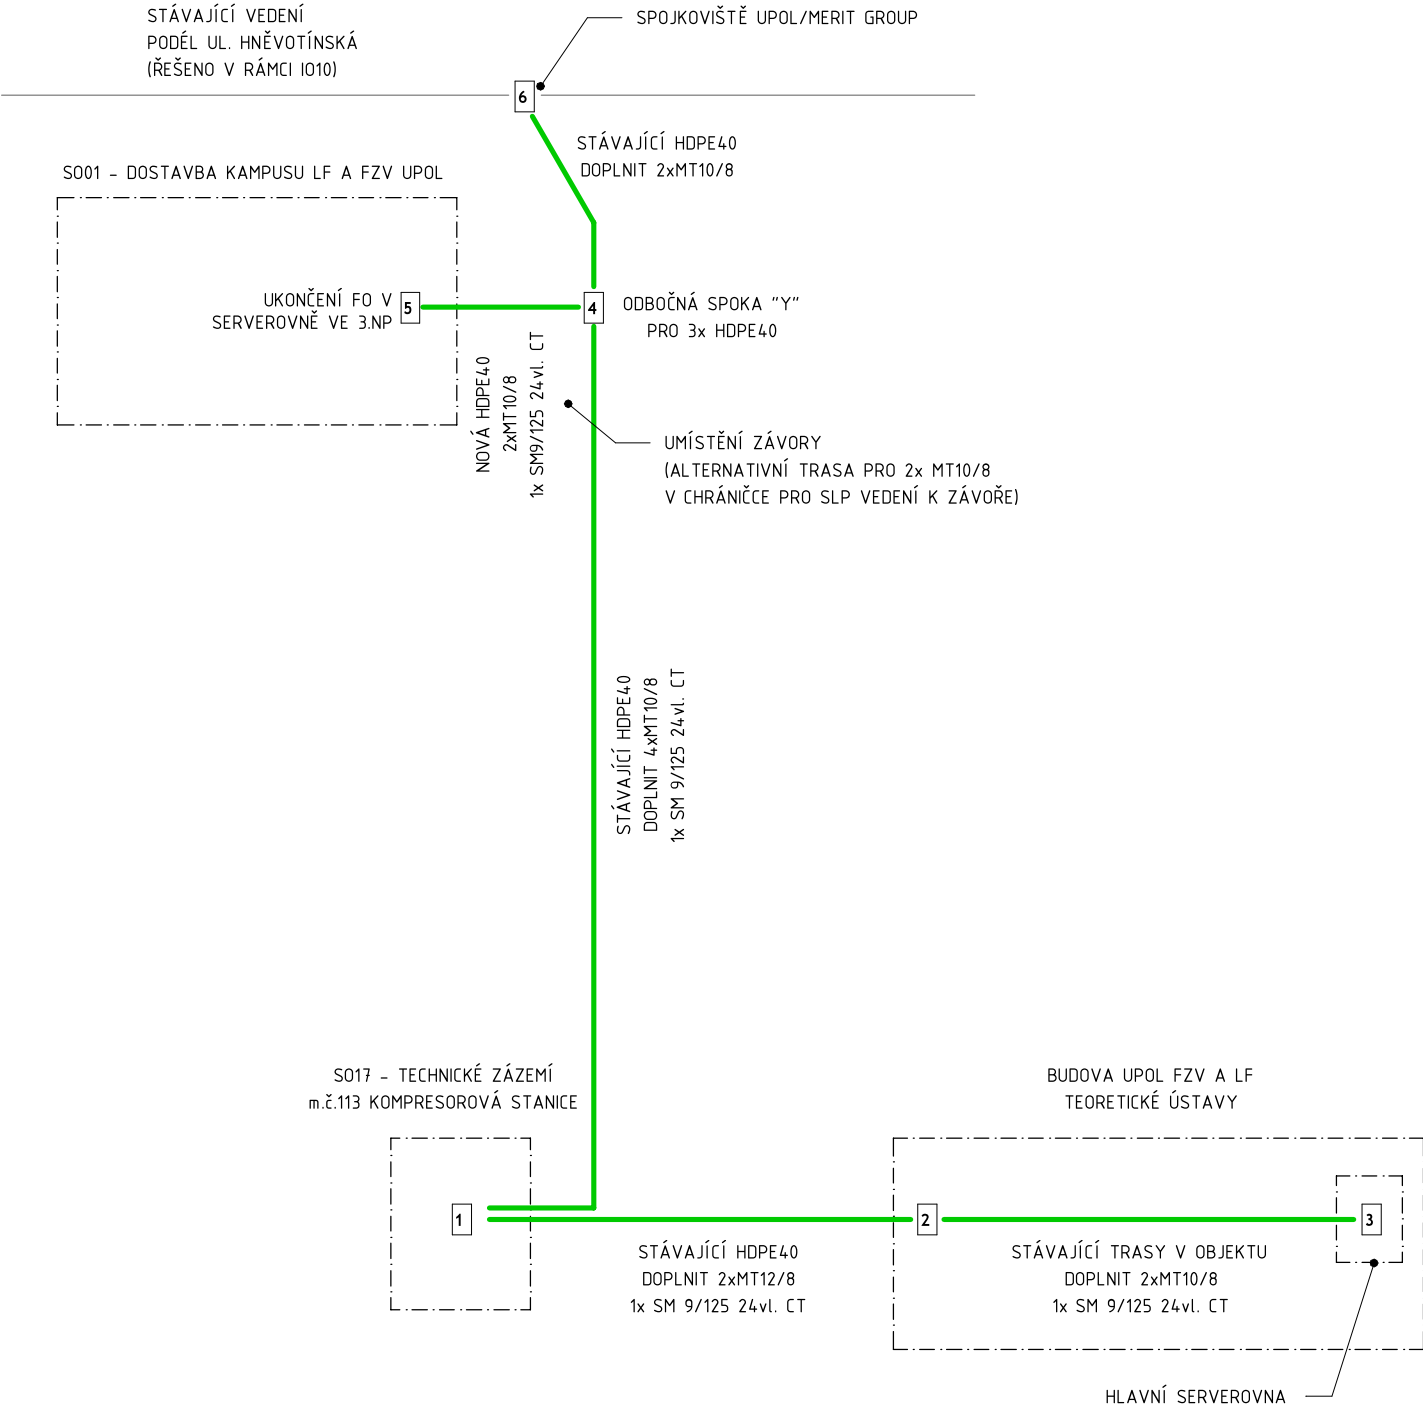 STÁVAJÍCÍ VEDENÍ
PODÉL UL. HNĚVOTÍNSKÁ
(ŘEŠENO V RÁMCI IO10)
SPOJKOVIŠTĚ UPOL/MERIT GROUP
6
STÁVAJÍCÍ HDPE40
DOPLNIT 2xMT10/8
SO01 - DOSTAVBA KAMPUSU LF A FZV UPOL
UKONČENÍ FO V
SERVEROVNĚ VE 3.NP
5
4
ODBOČNÁ SPOKA "Y"
PRO 3x HDPE40
NOVÁ HDPE40
2xMT10/8
1x SM9/125 24vl. CT
UMÍSTĚNÍ ZÁVORY
(ALTERNATIVNÍ TRASA PRO 2x MT10/8
V CHRÁNIČCE PRO SLP VEDENÍ K ZÁVOŘE)
STÁVAJÍCÍ HDPE40
DOPLNIT 4xMT10/8
1x SM 9/125 24vl. CT
SO17 - TECHNICKÉ ZÁZEMÍ
m.č.113 KOMPRESOROVÁ STANICE
1
BUDOVA UPOL FZV A LF
TEORETICKÉ ÚSTAVY
2
3
STÁVAJÍCÍ HDPE40
DOPLNIT 2xMT12/8
1x SM 9/125 24vl. CT
STÁVAJÍCÍ TRASY V OBJEKTU
DOPLNIT 2xMT10/8
1x SM 9/125 24vl. CT
HLAVNÍ SERVEROVNA